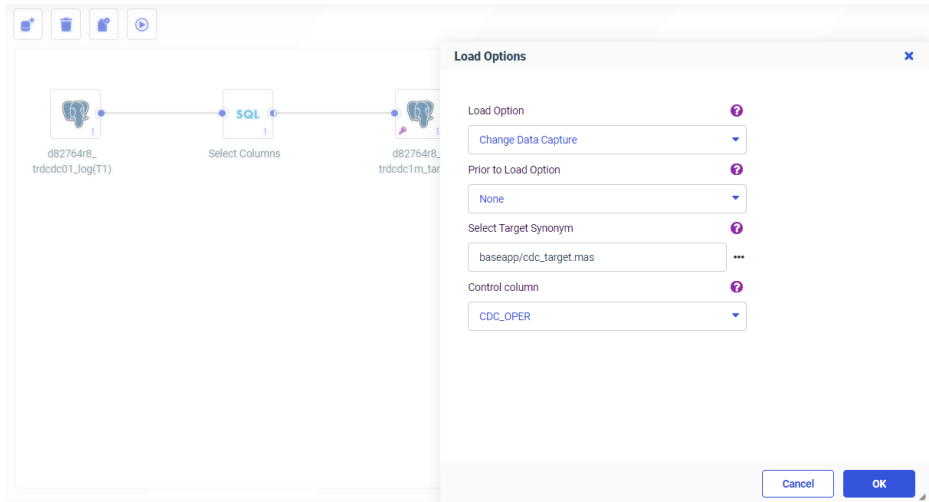 Load Options
Load Option
Change Data Capture
Prior to Load Option
None
Select Target Synonym
baseapp/cdc_target.mas
Control column
CDC_OPER
Cancel
OK
SQL
d82764r8_
trdcdc01_log(T1)
Select Columns
d82764r8_
trdcdc1m_tar